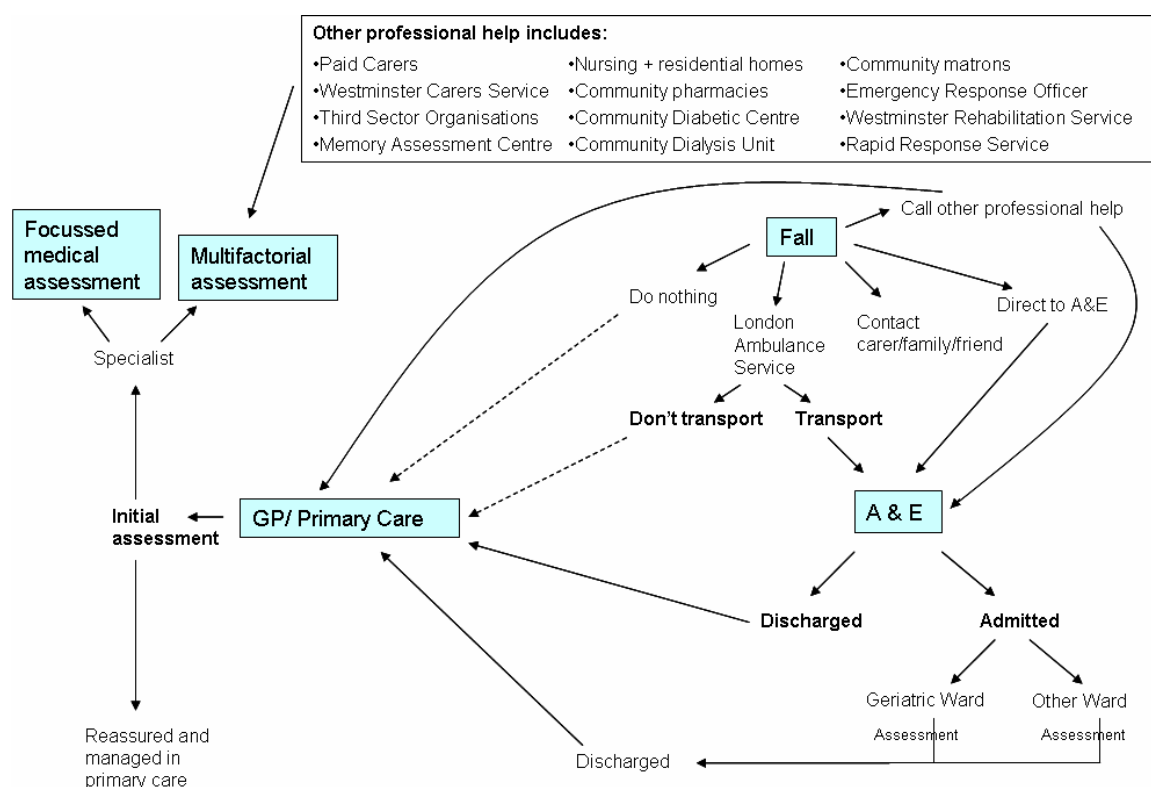 Other professional help includes:
•Paid Carers
•Westminster Carers Service
•Third Sector Organisations
•Memory Assessment Centre
•Nursing + residential homes
•Community pharmacies
•Community Diabetic Centre
•Community Dialysis Unit
•Community matrons
•Emergency Response Officer
•Westminster Rehabilitation Service
•Rapid Response Service
Focussed
medical
assessment
Multifactorial
assessment
Fall
Call other professional help
Do nothing
London
Ambulance
Service
Contact
carer/family/friend
Direct to A&E
Specialist
Don't transport
Transport
Initial
assessment
GP/ Primary Care
A & E
Discharged
Admitted
Geriatric Ward
Other Ward
Assessment
Assessment
Reassured and
managed in
primary care
Discharged